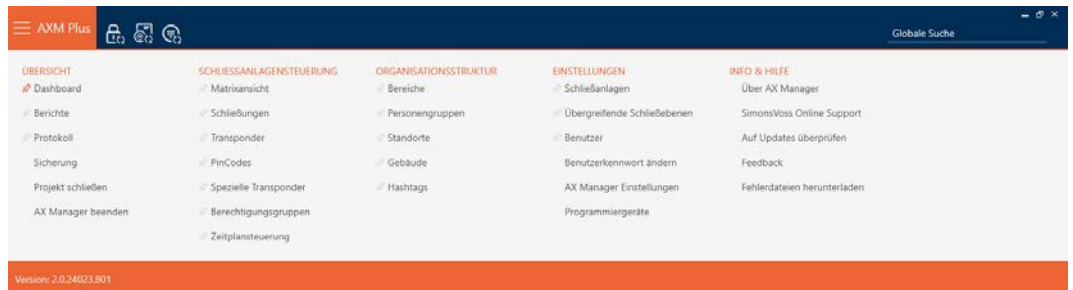 AXM Plus
Globale Suche
ÜBERSICHT
Dashboard
Berichte
Protokoll
Sicherung
Projekt schließen
AX Manager beenden
SCHLIESSANLAGENSTEUERUNG
Matrixansicht
Schließungen
Transponder
PinCodes
Spezielle Transponder
Berechtigungsgruppen
Zeitplansteuerung
ORGANISATIONSSTRUKTUR
Bereiche
Personengruppen
Standorte
Gebäude
Hashtags
EINSTELLUNGEN
Schließanlagen
Übergreifende Schließebenen
Benutzer
Benutzerkennwort ändern
AX Manager Einstellungen
Programmiergeräte
INFO & HILFE
Über AX Manager
SimonsVoss Online Support
Auf Updates überprüfen
Feedback
Fehlerdateien herunterladen
Version: 2.0.24023.801